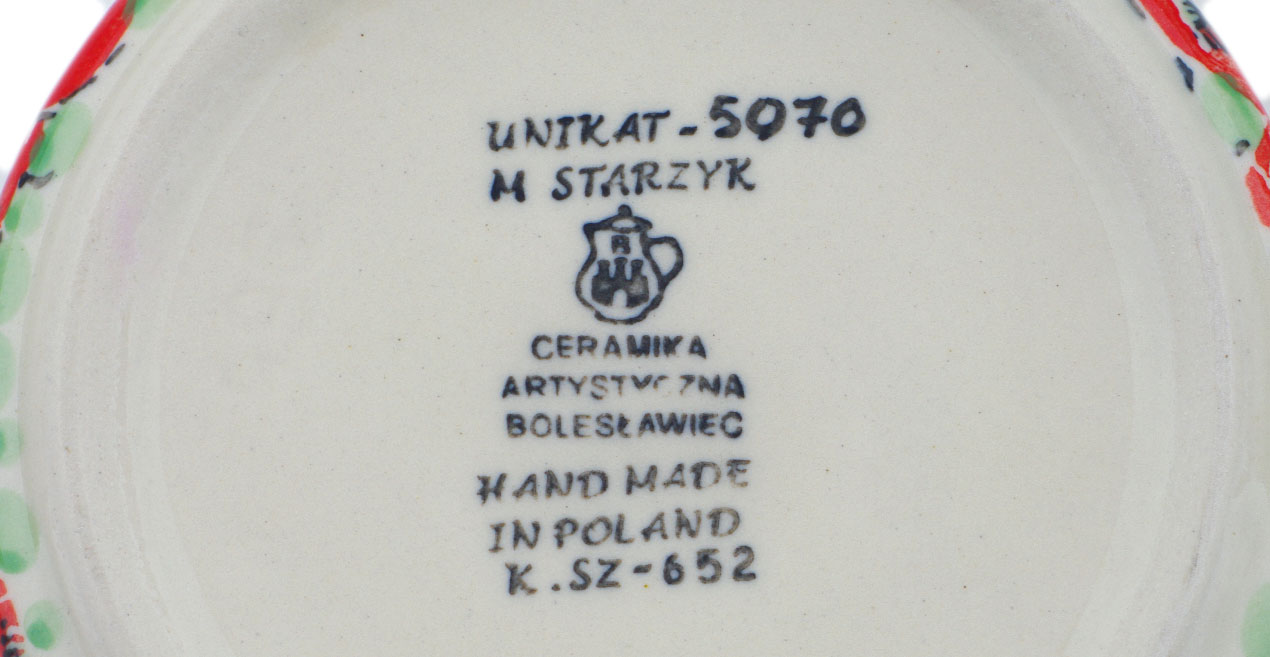 UNIKAT - 5070
M STARZYK
R
CERAMIKA
ARTYSTYCZNA
BOLESŁAWIEC
HAND MADE
IN POLAND
K.SZ-652